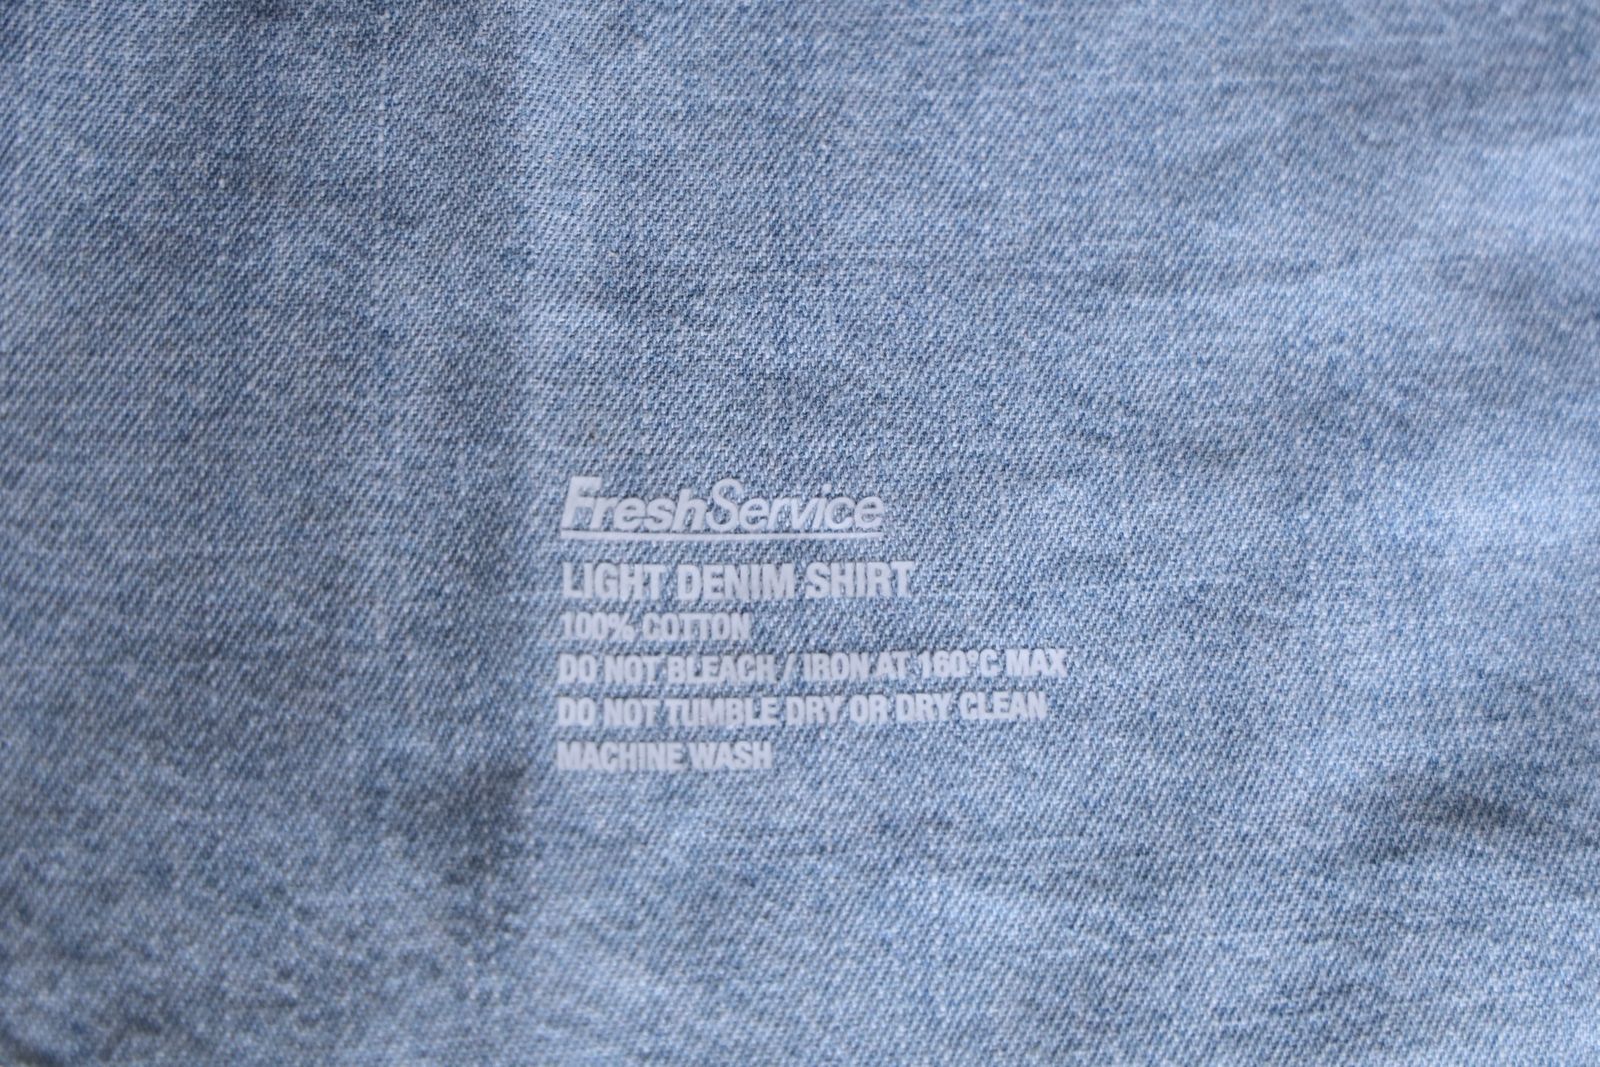 FreshService
LIGHT DENIM SHIRT
100% COTTON
DO NOT BLEACH / IRON AT 160°C MAX
DO NOT TUMBLE DRY OR DRY CLEAN
MACHINE WASH